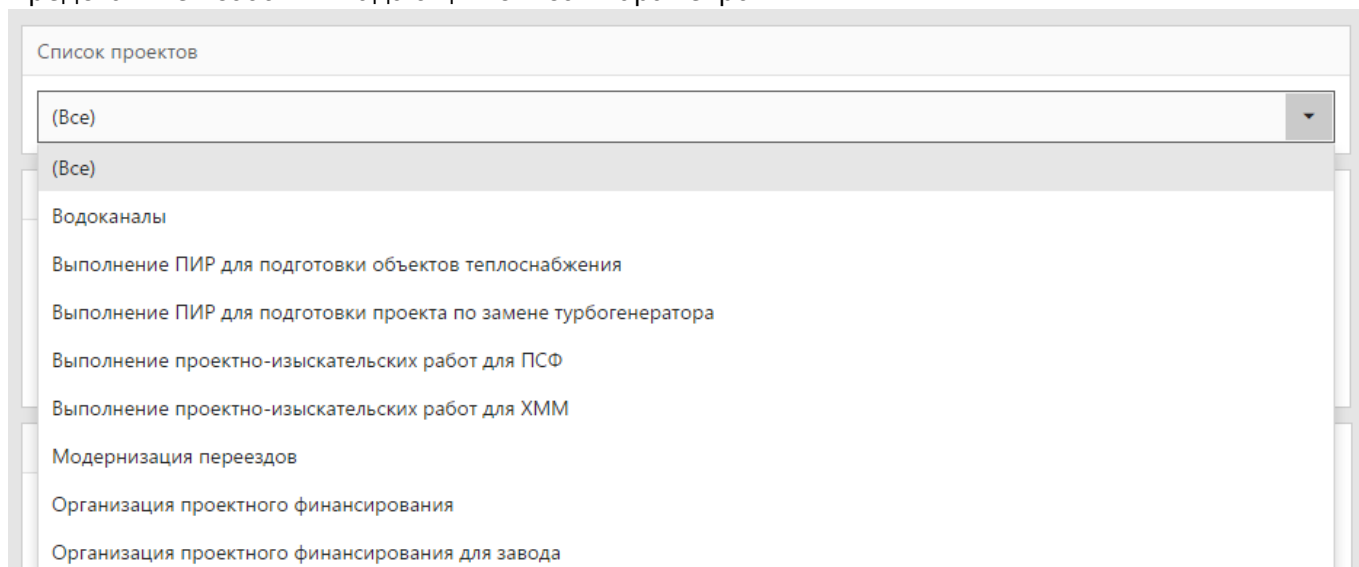 Список проектов
(Все)
(Все)
Водоканалы
Выполнение ПИР для подготовки объектов теплоснабжения
Выполнение ПИР для подготовки проекта по замене турбогенератора
Выполнение проектно-изыскательских работ для ПСФ
Выполнение проектно-изыскательских работ для ХММ
Модернизация переездов
Организация проектного финансирования
Организация проектного финансирования для завода